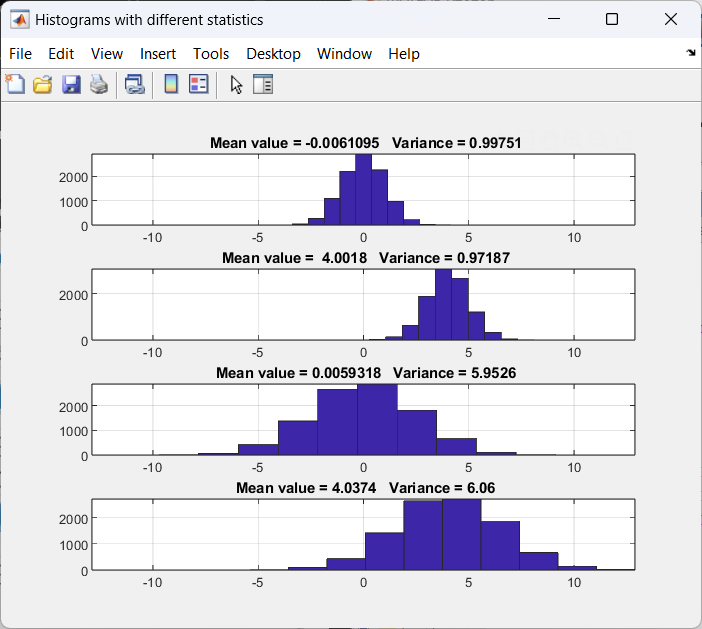 Histograms with different statistics
File Edit View Insert Tools Desktop Window Help
Mean value = -0.0061095 Variance = 0.99751
2000
1000
0
-10 -5 0 5 10
Mean value = 4.0018 Variance = 0.97187
2000
0
-10 -5 0 5 10
Mean value = 0.0059318 Variance = 5.9526
2000
1000
0
-10 -5 0 5 10
Mean value = 4.0374 Variance = 6.06
2000
1000
0
-10 -5 0 5 10